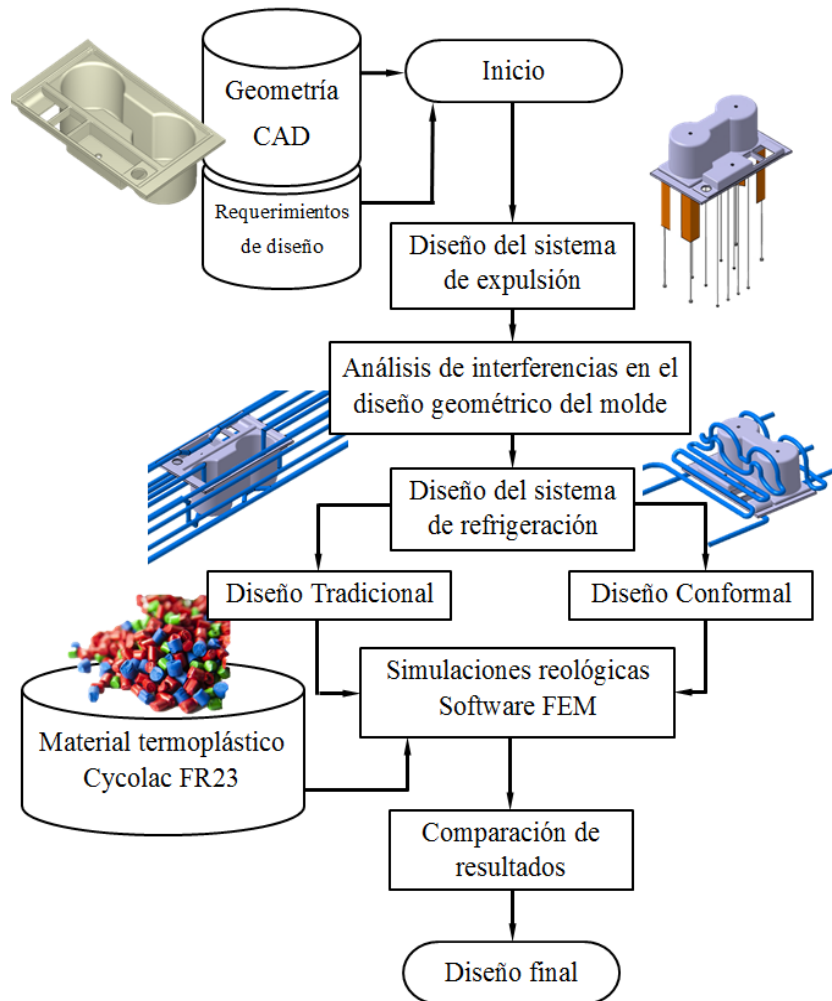 Geometría
CAD
Requerimientos
de diseño
Inicio
Diseño del sistema
de expulsión
Análisis de interferencias en el
diseño geométrico del molde
Diseño del sistema
de refrigeración
Diseño Tradicional
Diseño Conformal
Simulaciones reológicas
Software FEM
Material termoplástico
Cycolac FR23
Comparación de
resultados
Diseño final